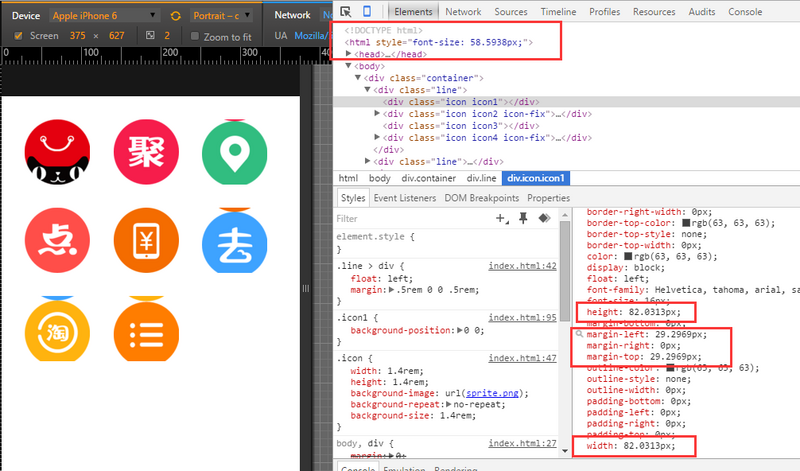 Device Apple iPhone 6 Portrait – c Network
Screen 375 × 627 2 Zoom to fit UA Mozilla/
0 100 200 300 40
聚
点
去
淘
Elements Network Sources Timeline Profiles Resources Audits Console
<!DOCTYPE html>
<html style="font-size: 58.5938px;">
▶<head>…</head>
▼<body>
▼<div class="container">
▼<div class="line">
<div class="icon icon1"></div>
▶<div class="icon icon2 icon-fix">…</div>
<div class="icon icon3"></div>
▶<div class="icon icon4 icon-fix">…</div>
</div>
▶<div class="line">…</div>
html body div.container div.line div.icon.icon1
Styles Event Listeners DOM Breakpoints Properties
Filter
element.style {
}
.line > div { index.html:42
float: left;
margin:▶.5rem 0 0 .5rem;
}
.icon1 { index.html:95
background-position:▶0 0;
}
.icon { index.html:47
width: 1.4rem;
height: 1.4rem;
background-image: url(sprite.png);
background-repeat:▶no-repeat;
background-size: 1.4rem;
}
body, div { index.html:27
margin:▶0;
border-right-width: 0px;
border-top-color: rgb(63, 63, 63);
border-top-style: none;
border-top-width: 0px;
color: rgb(63, 63, 63);
display: block;
float: left;
font-family: Helvetica, tahoma, arial, sa
font-size: 16px;
height: 82.0313px;
margin-bottom: 0px;
margin-left: 29.2969px;
margin-right: 0px;
margin-top: 29.2969px;
outline-color: rgb(63, 63, 63);
outline-style: none;
outline-width: 0px;
padding-bottom: 0px;
padding-left: 0px;
padding-right: 0px;
padding-top: 0px;
width: 82.0313px;
Console Emulation Rendering